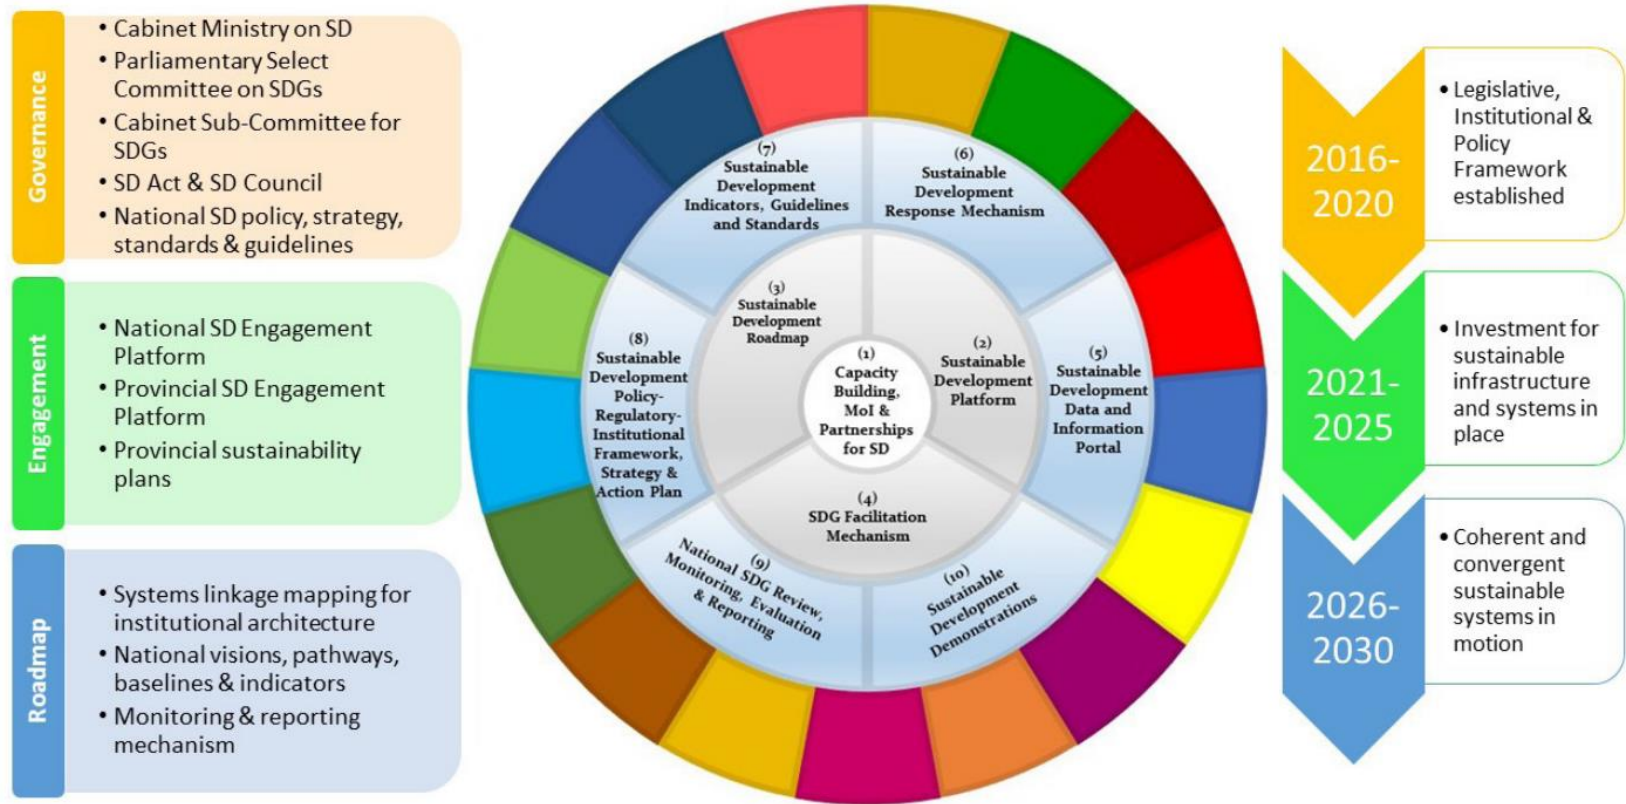 Governance
• Cabinet Ministry on SD
• Parliamentary Select
Committee on SDGs
• Cabinet Sub-Committee for
SDGs
• SD Act & SD Council
• National SD policy, strategy,
standards & guidelines
Engagement
• National SD Engagement
Platform
• Provincial SD Engagement
Platform
• Provincial sustainability
plans
Roadmap
• Systems linkage mapping for
institutional architecture
• National visions, pathways,
baselines & indicators
• Monitoring & reporting
mechanism
(1)
Capacity
Building,
MoI &
Partnerships
for SD
(2)
Sustainable
Development
Platform
(3)
Sustainable
Development
Roadmap
(4)
SDG Facilitation
Mechanism
(5)
Sustainable
Development
Data and
Information
Portal
(6)
Sustainable
Development
Response Mechanism
(7)
Sustainable
Development
Indicators, Guidelines
and Standards
(8)
Sustainable
Development
Policy-
Regulatory-
Institutional
Framework,
Strategy &
Action Plan
(9)
National SDG Review,
Monitoring, Evaluation
& Reporting
(10)
Sustainable
Development
Demonstrations
2016-
2020
• Legislative,
Institutional &
Policy
Framework
established
2021-
2025
• Investment for
sustainable
infrastructure
and systems in
place
2026-
2030
• Coherent and
convergent
sustainable
systems in
motion